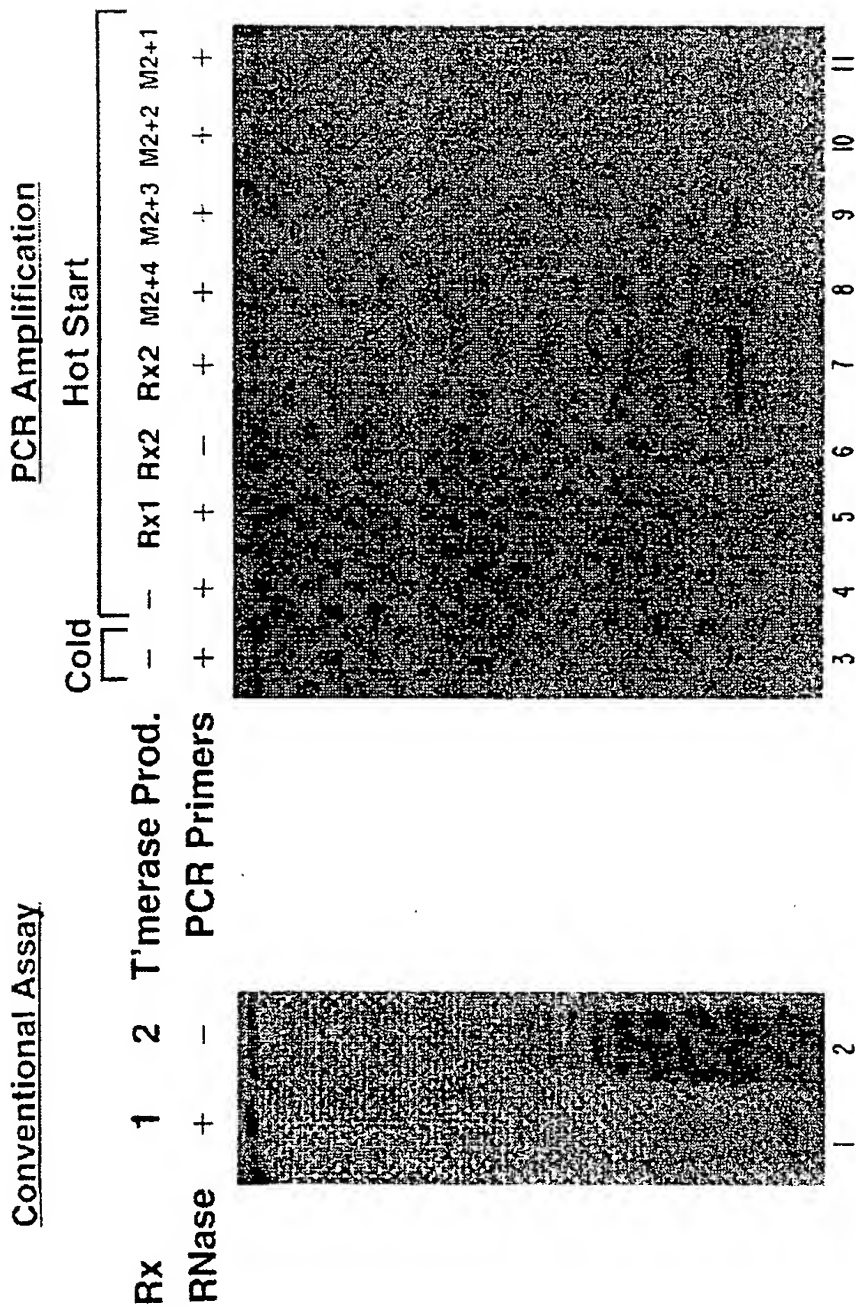 Conventional Assay
Rx 1 2
RNase + −
1 2
PCR Amplification
Cold Hot Start
T'merase Prod. − − Rx1 Rx2 Rx2 M2+4 M2+3 M2+2 M2+1
PCR Primers + + + − + + + + +
3 4 5 6 7 8 9 10 11